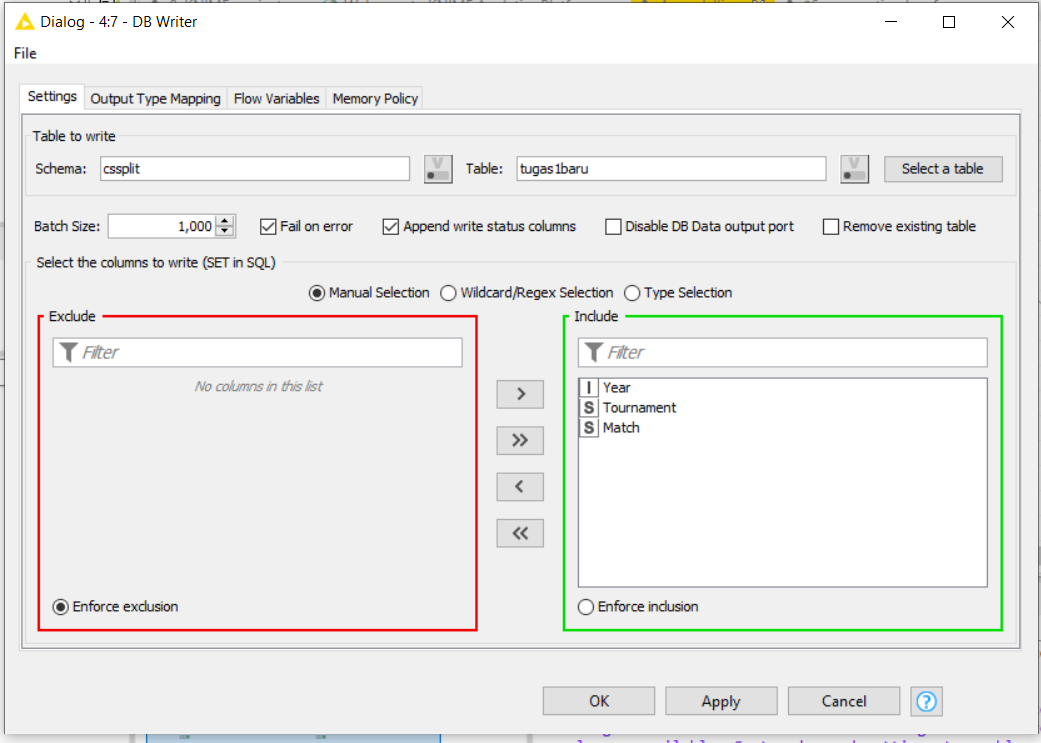 Dialog - 4:7 - DB Writer
File
Settings Output Type Mapping Flow Variables Memory Policy
Table to write
Schema: cssplit V Table: tugas1baru V Select a table
Batch Size: 1,000 Fail on error Append write status columns Disable DB Data output port Remove existing table
Select the columns to write (SET in SQL)
Manual Selection Wildcard/Regex Selection Type Selection
Exclude Include
Filter Filter
No columns in this list
I Year
S Tournament
S Match
>
>>
<
<<
Enforce exclusion Enforce inclusion
OK Apply Cancel ?